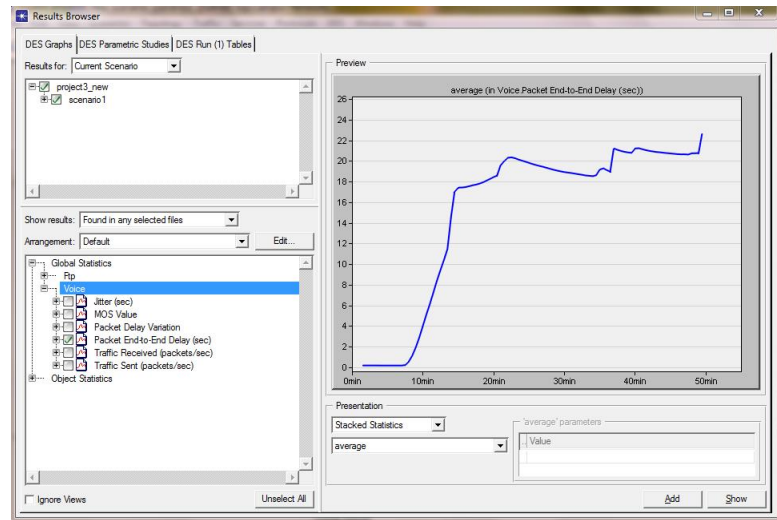 Results Browser
DES Graphs DES Parametric Studies DES Run (1) Tables
Results for: Current Scenario
project3_new
scenario1
Show results: Found in any selected files
Arrangement: Default Edit...
Global Statistics
Rtp
Voice
Jitter (sec)
MOS Value
Packet Delay Variation
Packet End-to-End Delay (sec)
Traffic Received (packets/sec)
Traffic Sent (packets/sec)
Object Statistics
Ignore Views Unselect All
Preview
average (in Voice.Packet End-to-End Delay (sec))
26
24
22
20
18
16
14
12
10
8
6
4
2
0
0min 10min 20min 30min 40min 50min
Presentation
Stacked Statistics
average
'average' parameters
Value
Add Show